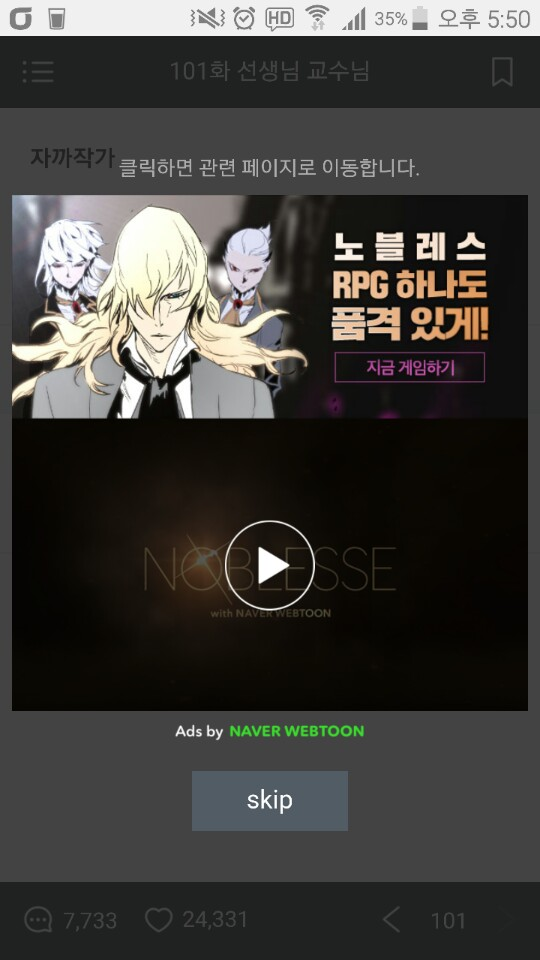 HD 35% 오후 5:50
101화 선생님 교수님
자까작가
클릭하면 관련 페이지로 이동합니다.
노블레스
RPG 하나도
품격 있게!
지금 게임하기
NOBLESSE
with NAVER WEBTOON
Ads by NAVER WEBTOON
skip
7,733 24,331 101